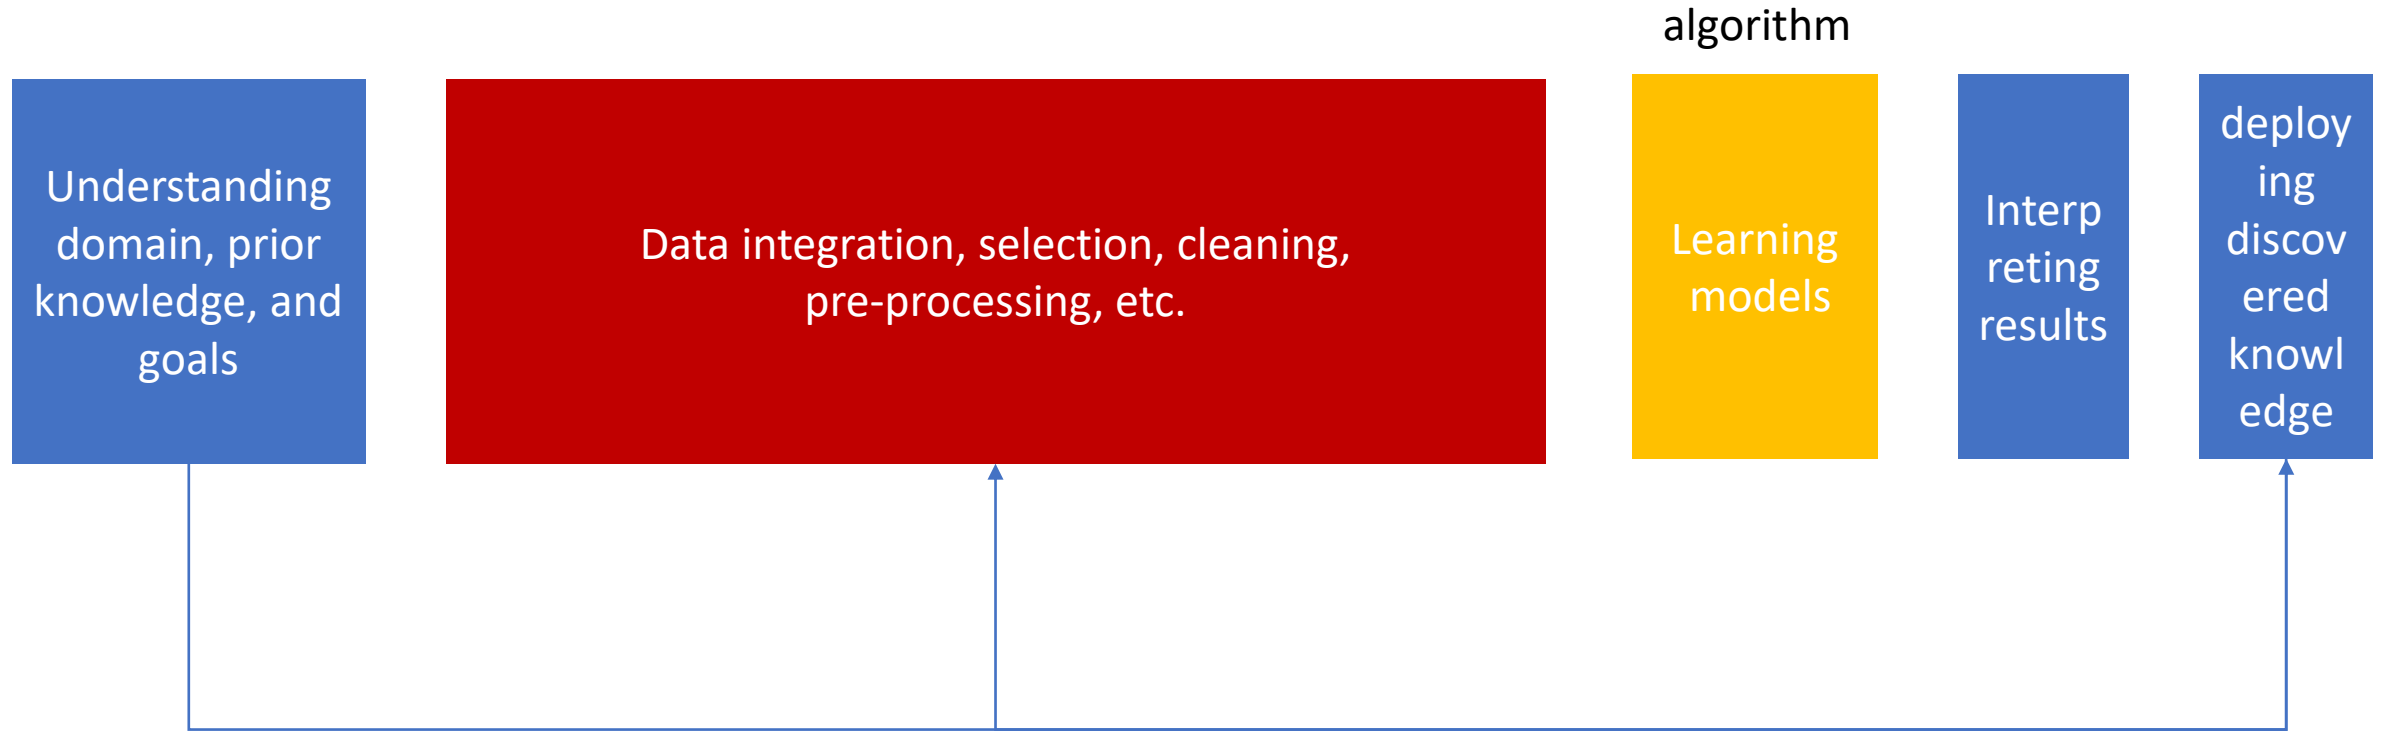 algorithm
Understanding
domain, prior
knowledge, and
goals
Data integration, selection, cleaning,
pre-processing, etc.
Learning
models
Interp
reting
results
deploy
ing
discov
ered
knowl
edge